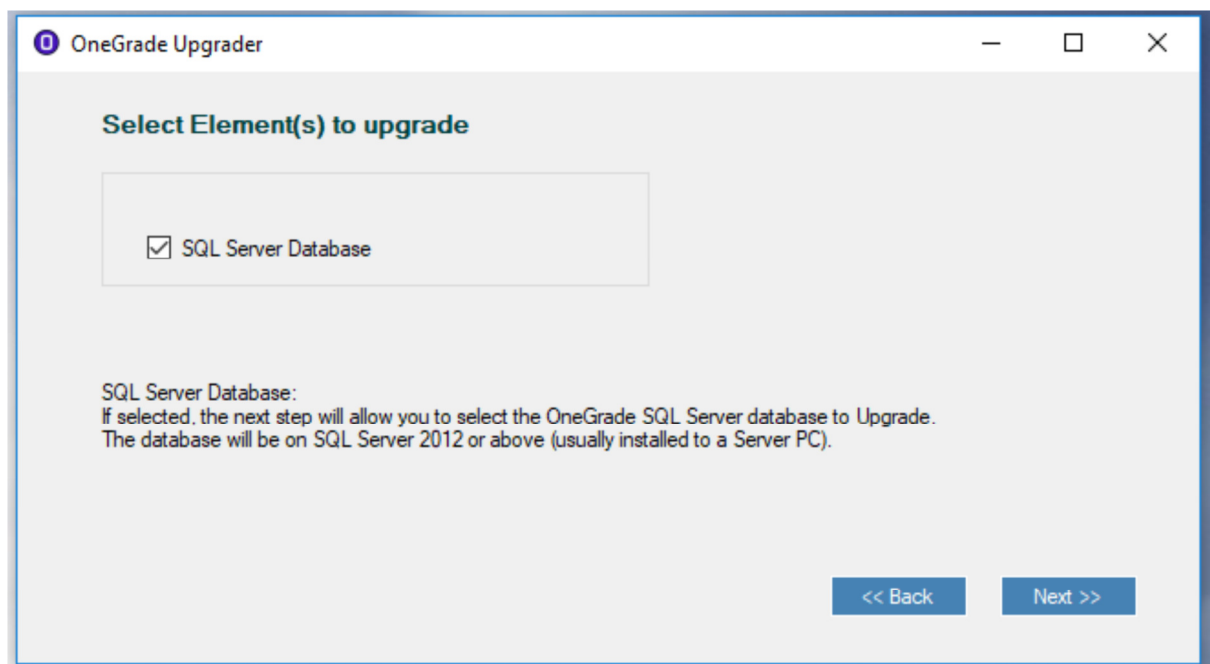 OneGrade Upgrader
Select Element(s) to upgrade
SQL Server Database
SQL Server Database:
If selected, the next step will allow you to select the OneGrade SQL Server database to Upgrade.
The database will be on SQL Server 2012 or above (usually installed to a Server PC).
<< Back
Next >>